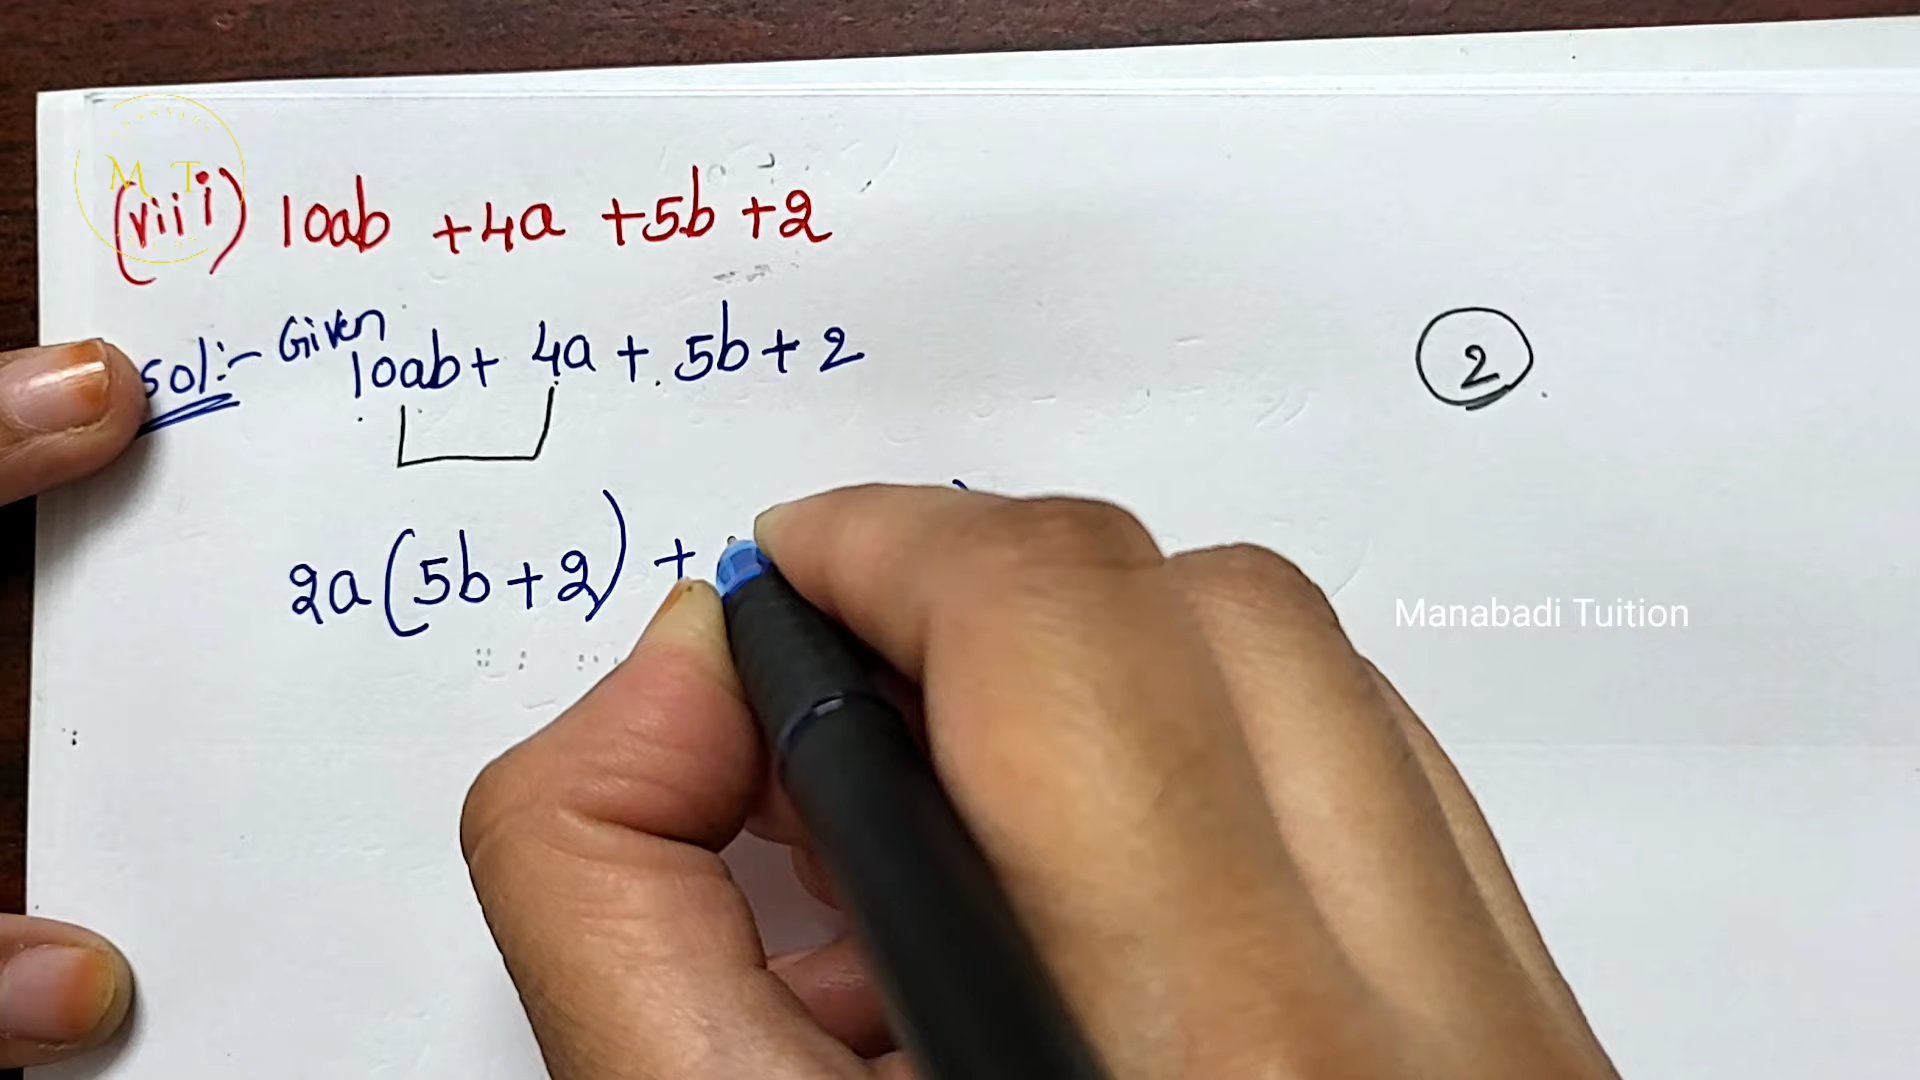 M T
(viii) 10ab + 4a + 5b + 2
Sol:- Given
10ab + 4a + 5b + 2
2
2a(5b+2) +
Manabadi Tuition